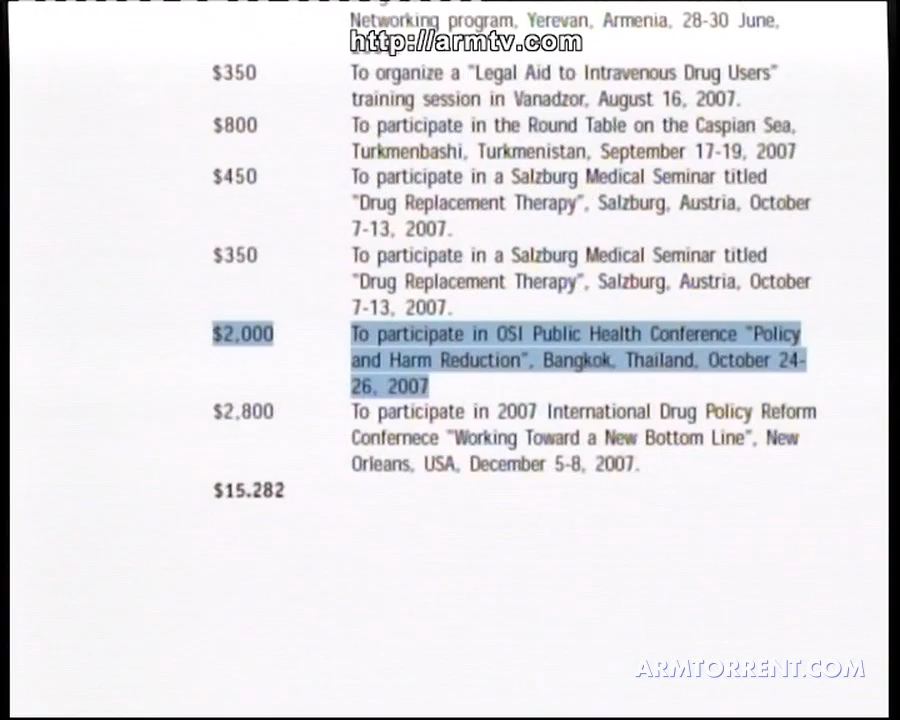 Networking program, Yerevan, Armenia, 28-30 June,
http://armtv.com
$350 To organize a "Legal Aid to Intravenous Drug Users"
training session in Vanadzor, August 16, 2007.
$800 To participate in the Round Table on the Caspian Sea,
Turkmenbashi, Turkmenistan, September 17-19, 2007
$450 To participate in a Salzburg Medical Seminar titled
"Drug Replacement Therapy", Salzburg, Austria, October
7-13, 2007.
$350 To participate in a Salzburg Medical Seminar titled
"Drug Replacement Therapy", Salzburg, Austria, October
7-13, 2007.
$2,000 To participate in OSI Public Health Conference "Policy
and Harm Reduction", Bangkok, Thailand, October 24-
26, 2007
$2,800 To participate in 2007 International Drug Policy Reform
Confernece "Working Toward a New Bottom Line", New
Orleans, USA, December 5-8, 2007.
$15.282
ARMTORRENT.COM